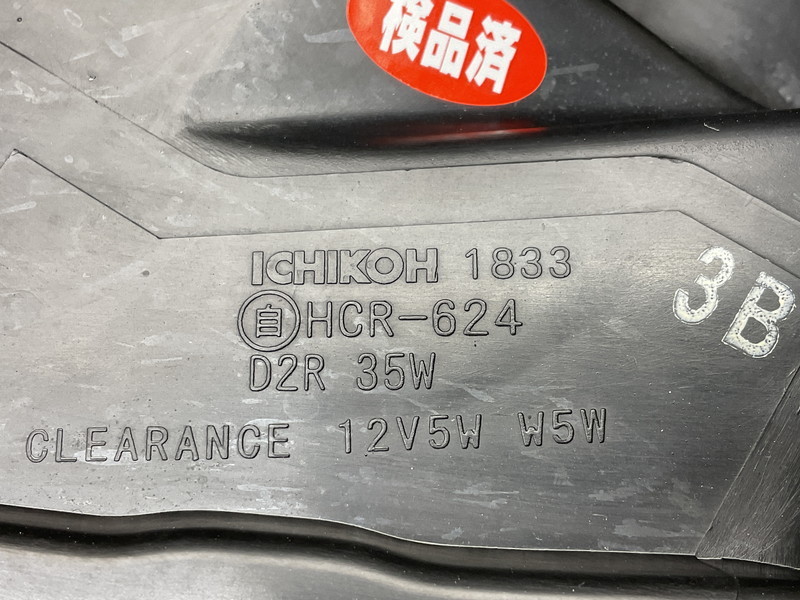 検品済
ICHIKOH 1833
自 HCR-624
D2R 35W
CLEARANCE 12V5W W5W
3B